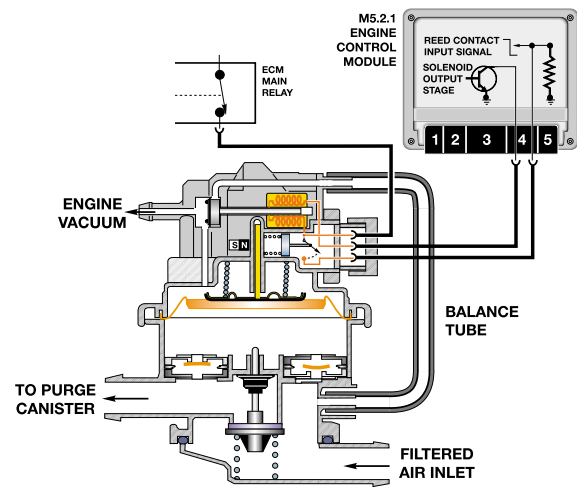 M5.2.1
ENGINE
CONTROL
MODULE
REED CONTACT
INPUT SIGNAL
SOLENOID
OUTPUT
STAGE
1 2 3 4 5
ECM
MAIN
RELAY
ENGINE
VACUUM
S N
BALANCE
TUBE
TO PURGE
CANISTER
FILTERED
AIR INLET